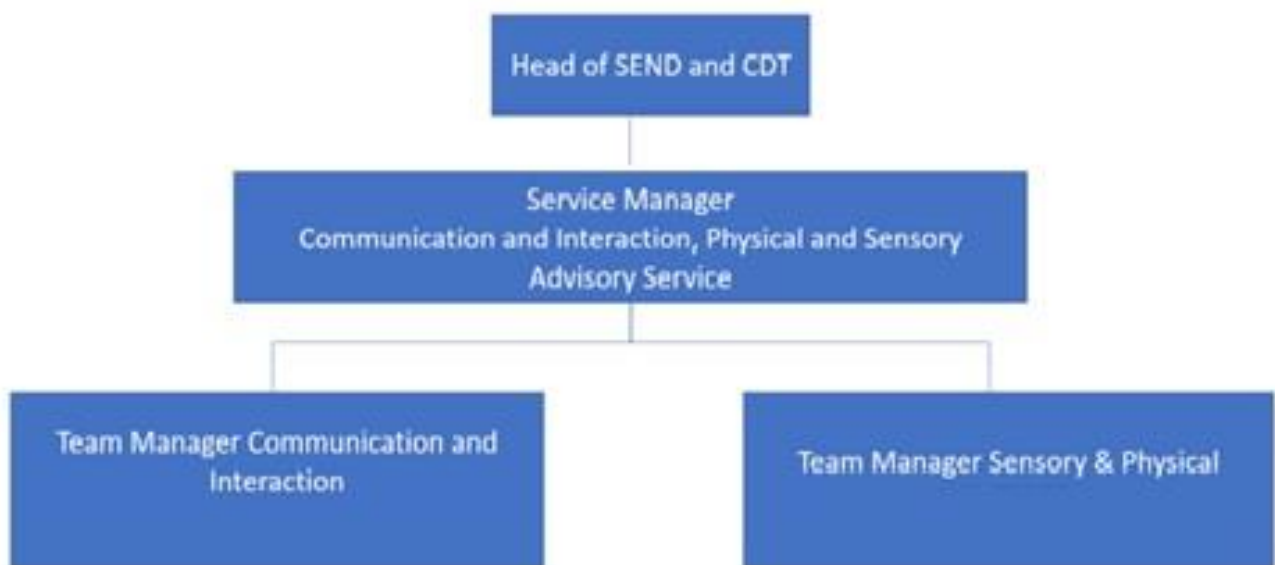 Head of SEND and CDT
Service Manager
Communication and Interaction, Physical and Sensory
Advisory Service
Team Manager Communication and
Interaction
Team Manager Sensory & Physical